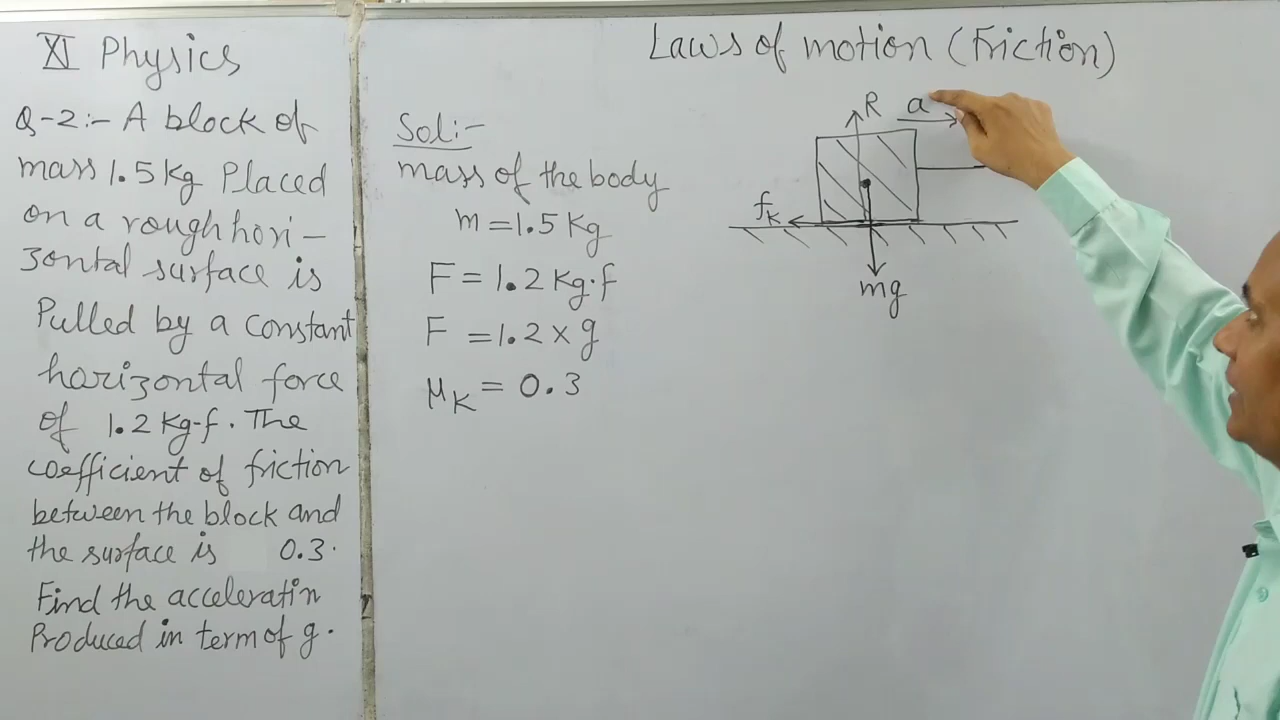 XI Physics
Q-2:- A block of
mass 1.5 Kg Placed
on a rough hori-
zontal surface is
Pulled by a constant
horizontal force
of 1.2 Kg-f. The
coefficient of friction
between the block and
the surface is 0.3.
Find the acceleratin
Produced in term of g.
Laws of motion (Friction)
Sol:-
mass of the body
m = 1.5 Kg
F = 1.2 Kg.f
F = 1.2 x g
μK = 0.3
R a
fK
mg